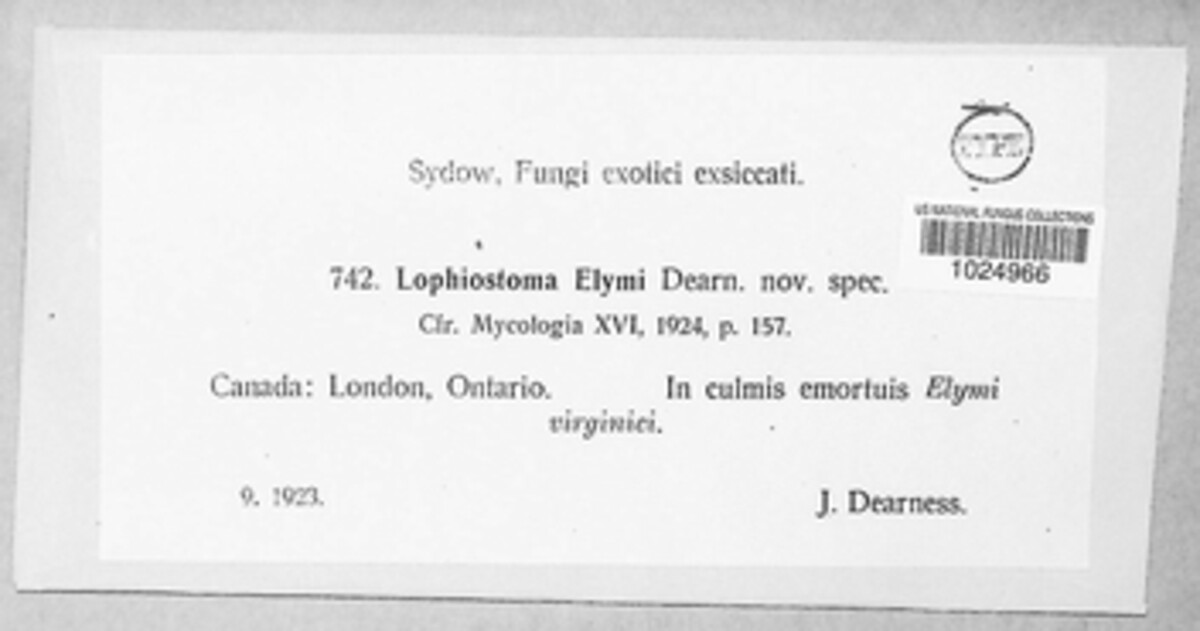 Sydow, Fungi exotici exsiccati.
US NATIONAL FUNGUS COLLECTIONS
1024966
742. Lophiostoma Elymi Dearn. nov. spec.
Cfr. Mycologia XVI, 1924, p. 157.
Canada: London, Ontario. In culmis emortuis Elymi
virginici.
9. 1923.
J. Dearness.